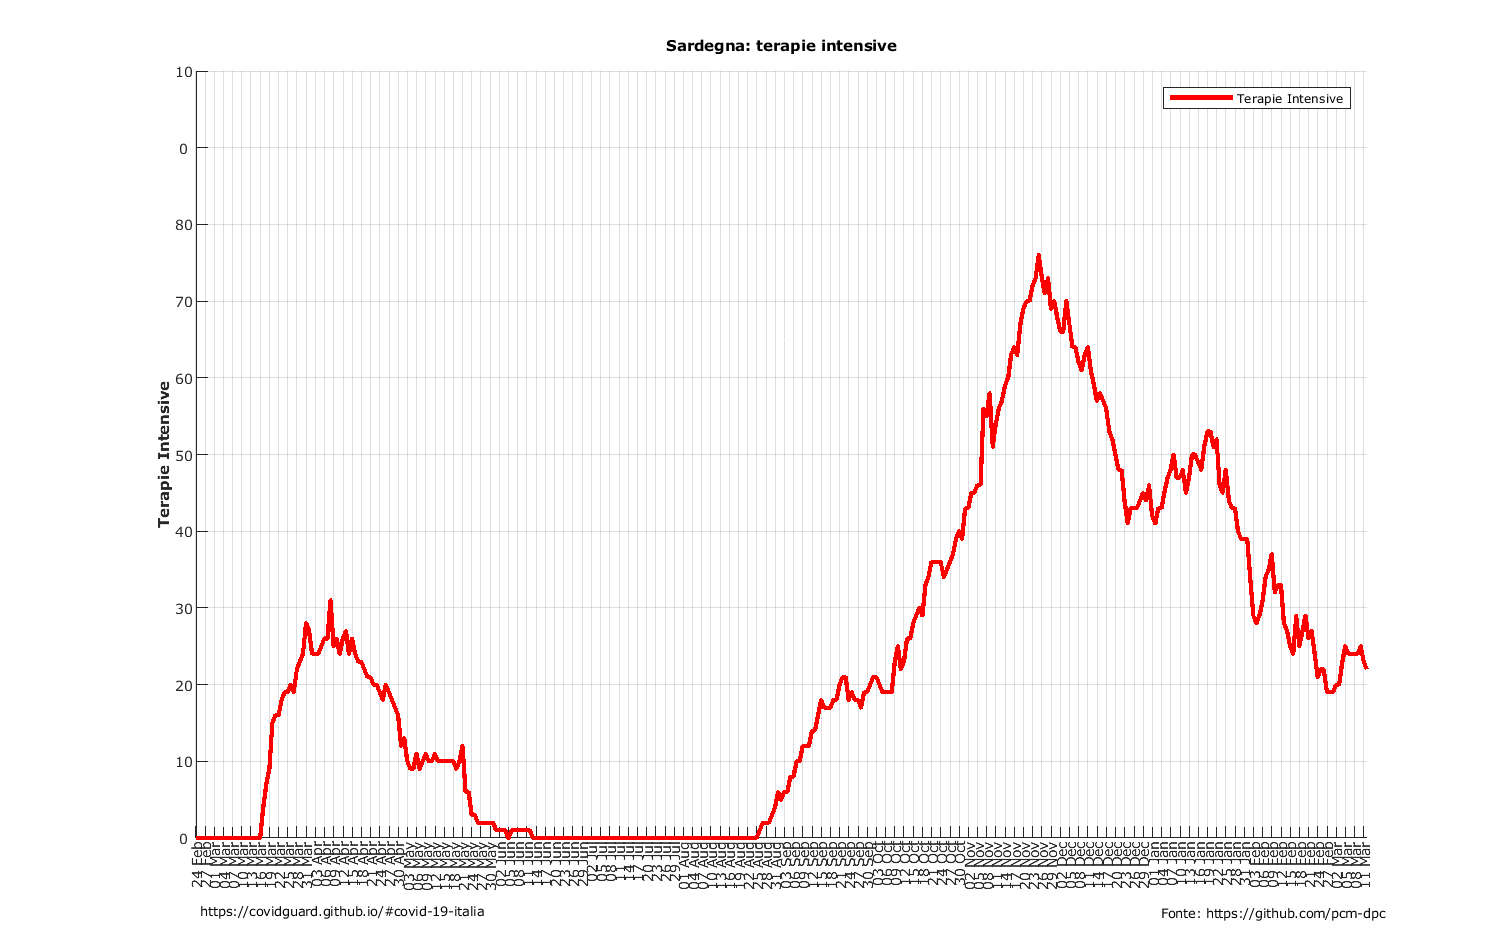 Sardegna: terapie intensive
Terapie Intensive
10
0
80
70
60
50
40
30
20
10
0
Terapie Intensive
24 Feb
27 Feb
01 Mar
04 Mar
07 Mar
10 Mar
13 Mar
16 Mar
19 Mar
22 Mar
25 Mar
28 Mar
31 Mar
03 Apr
06 Apr
09 Apr
12 Apr
15 Apr
18 Apr
21 Apr
24 Apr
27 Apr
30 Apr
03 May
06 May
09 May
12 May
15 May
18 May
21 May
24 May
27 May
30 May
02 Jun
05 Jun
08 Jun
11 Jun
14 Jun
17 Jun
20 Jun
23 Jun
26 Jun
29 Jun
02 Jul
05 Jul
08 Jul
11 Jul
14 Jul
17 Jul
20 Jul
23 Jul
26 Jul
29 Jul
01 Aug
04 Aug
07 Aug
10 Aug
13 Aug
16 Aug
19 Aug
22 Aug
25 Aug
28 Aug
31 Aug
03 Sep
06 Sep
09 Sep
12 Sep
15 Sep
18 Sep
21 Sep
24 Sep
27 Sep
30 Sep
03 Oct
06 Oct
09 Oct
12 Oct
15 Oct
18 Oct
21 Oct
24 Oct
27 Oct
30 Oct
02 Nov
05 Nov
08 Nov
11 Nov
14 Nov
17 Nov
20 Nov
23 Nov
26 Nov
29 Nov
02 Dec
05 Dec
08 Dec
11 Dec
14 Dec
17 Dec
20 Dec
23 Dec
26 Dec
29 Dec
01 Jan
04 Jan
07 Jan
10 Jan
13 Jan
16 Jan
19 Jan
22 Jan
25 Jan
28 Jan
31 Jan
03 Feb
06 Feb
09 Feb
12 Feb
15 Feb
18 Feb
21 Feb
24 Feb
27 Feb
02 Mar
05 Mar
08 Mar
11 Mar
https://covidguard.github.io/#covid-19-italia
Fonte: https://github.com/pcm-dpc